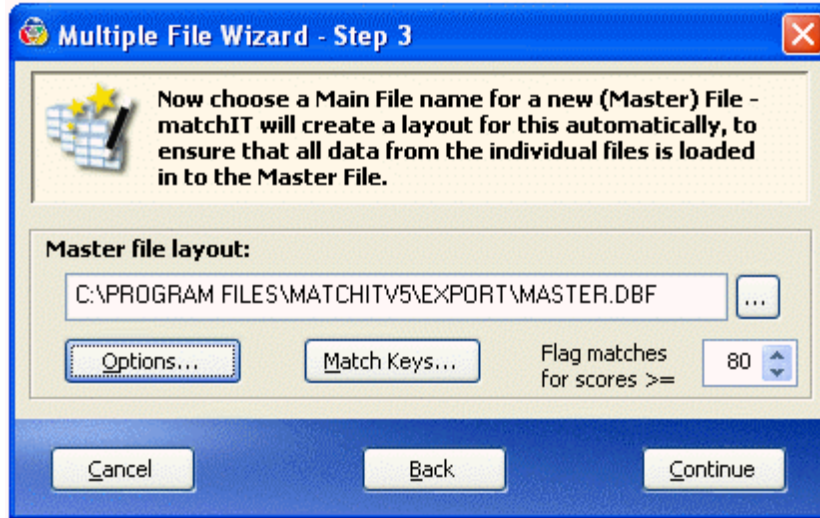 Multiple File Wizard - Step 3
Now choose a Main File name for a new (Master) File -
matchIT will create a layout for this automatically, to
ensure that all data from the individual files is loaded
in to the Master File.
Master file layout:
C:\PROGRAM FILES\MATCHITV5\EXPORT\MASTER.DBF
...
Options...
Match Keys...
Flag matches
for scores >=
80
Cancel
Back
Continue